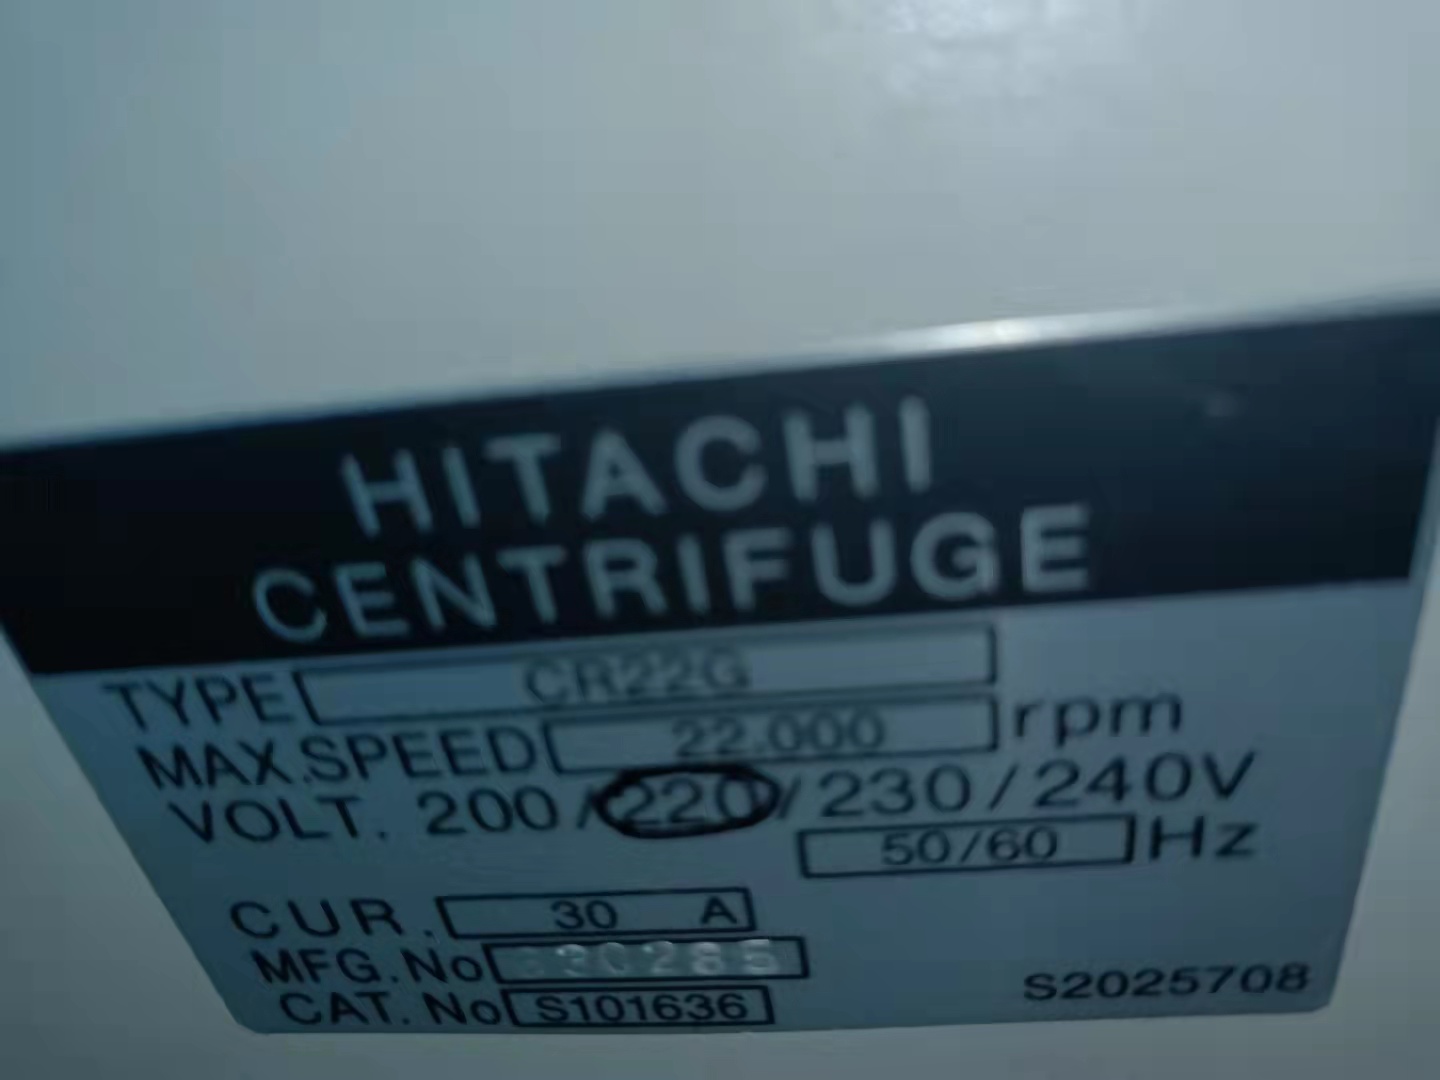 HITACHI
CENTRIFUGE
TYPE CR22G
MAX.SPEED 22.000 rpm
VOLT. 200/220/230/240V
50/60 Hz
CUR. 30 A
MFG.No
CAT.No S101636
S2025708